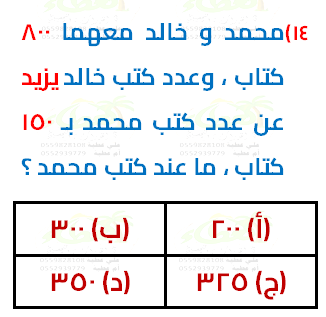 ١٤) محمد و خالد معهما ٨٠٠
كتاب ، وعدد كتب خالد يزيد
عن عدد كتب محمد بـ ١٥٠
كتاب ، ما عند كتب محمد ؟
(أ) ٢٠٠ (ب) ٣٠٠
(ج) ٣٢٥ (د) ٣٥٠